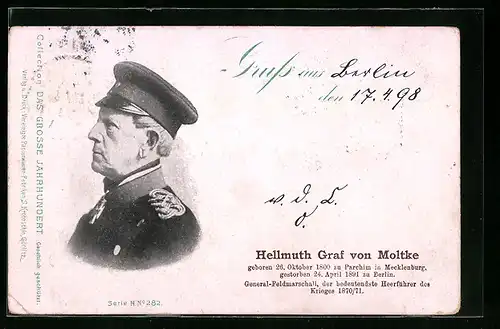 Collection DAS GROSSE JAHRHUNDERT. Gesetzlich geschützt.
Gruß aus Berlin
den 17.4.98
v. d. L.
O.
Hellmuth Graf von Moltke
geboren 26. Oktober 1800 zu Parchim in Mecklenburg,
gestorben 24. April 1891 zu Berlin.
General-Feldmarschall, der bedeutendste Heerführer des
Krieges 1870/71.
Serie H No 282.